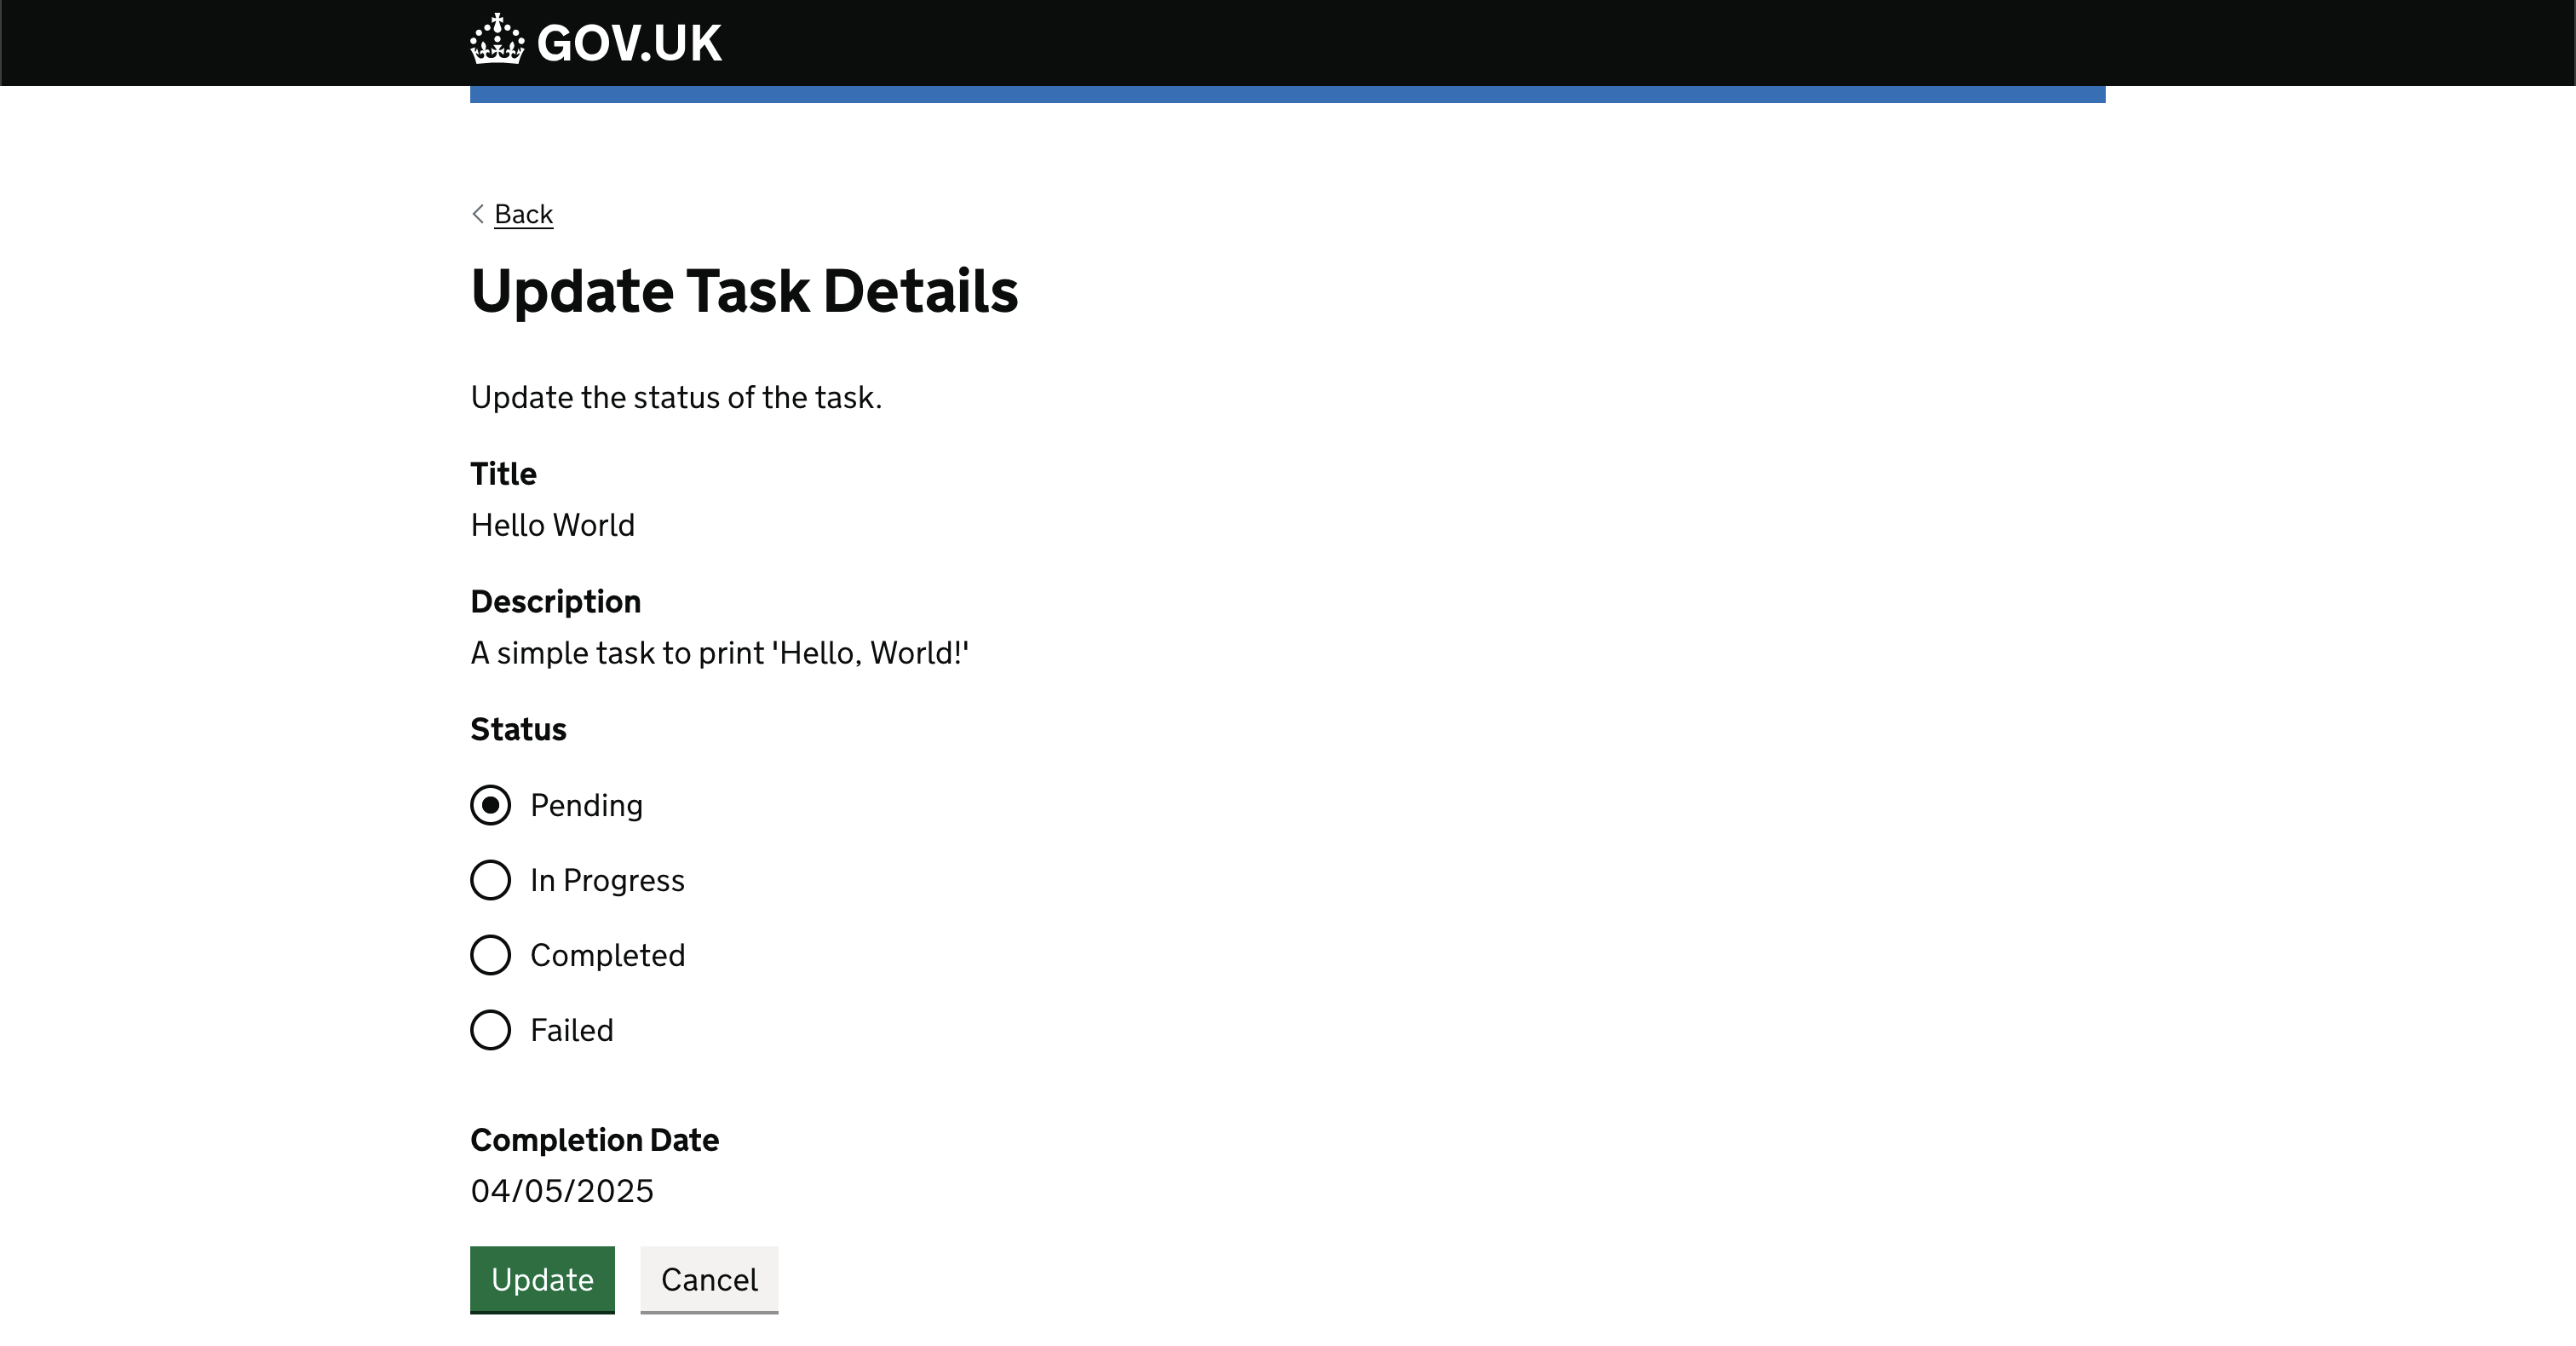 GOV.UK
Back
Update Task Details
Update the status of the task.
Title
Hello World
Description
A simple task to print 'Hello, World!'
Status
Pending
In Progress
Completed
Failed
Completion Date
04/05/2025
Update Cancel